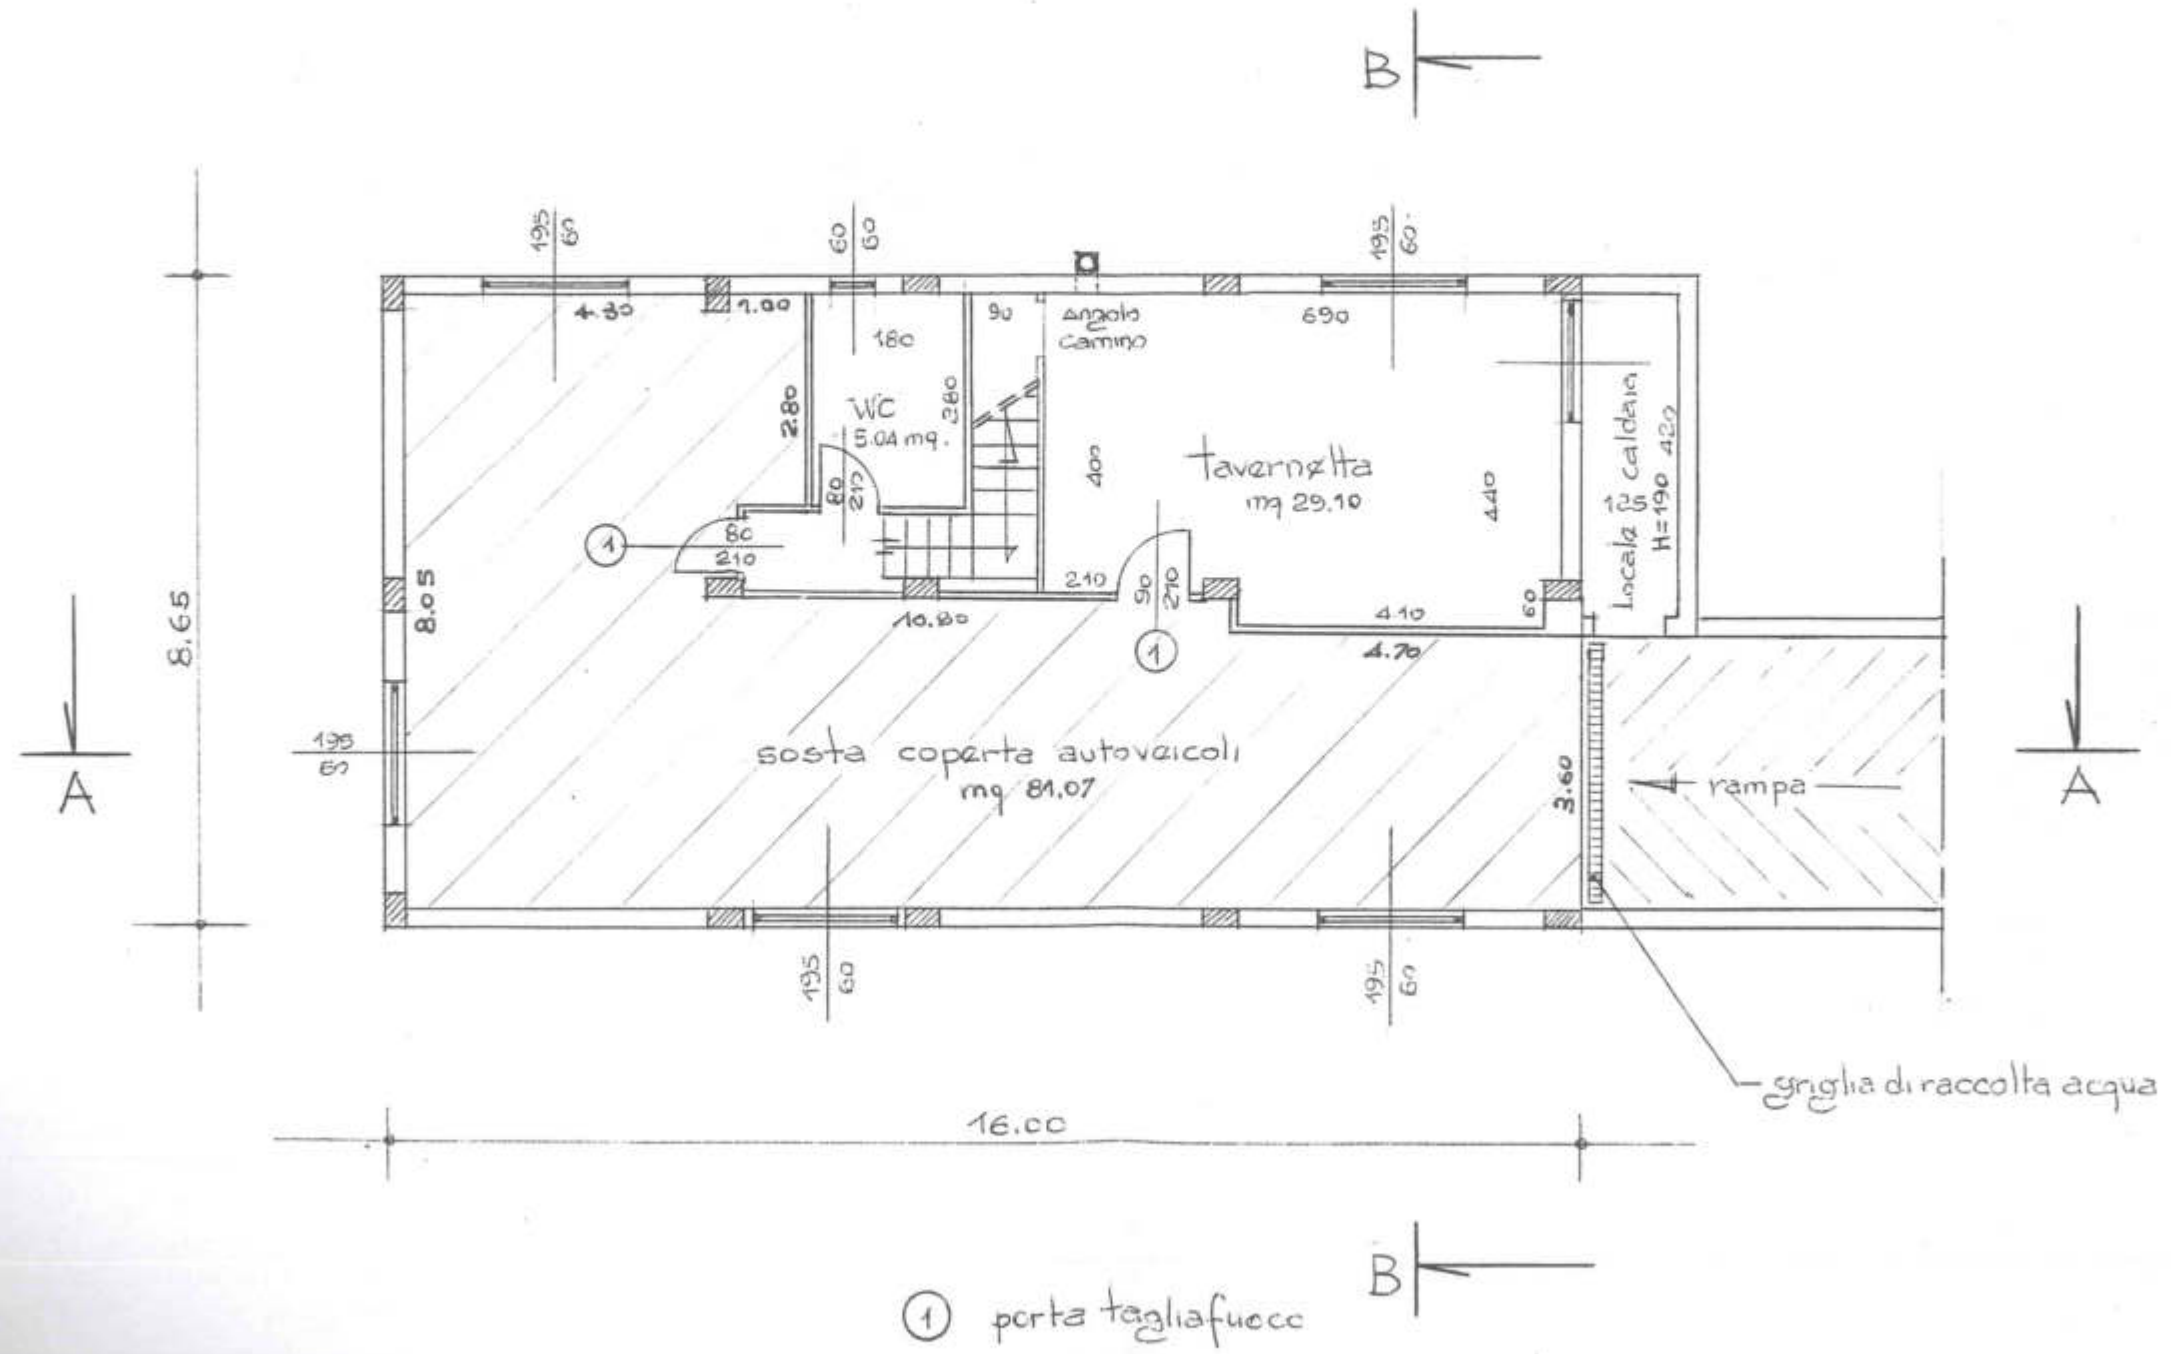 B
195
60
60
60
195
60
4.30
1.00
90
Angolo
Camino
690
180
2.80
WC
5.04 mq.
280
400
tavernetta
mq 29.10
440
Locale caldaia
H=190
420
125
80
210
1
80
210
8.65
8.05
210
90
210
10.80
4.10
60
1
4.70
A
195
60
sosta coperta autoveicoli
mq 81.07
3.60
rampa
A
195
60
195
60
griglia di raccolta acqua
16.00
B
1 porta tagliafuoco